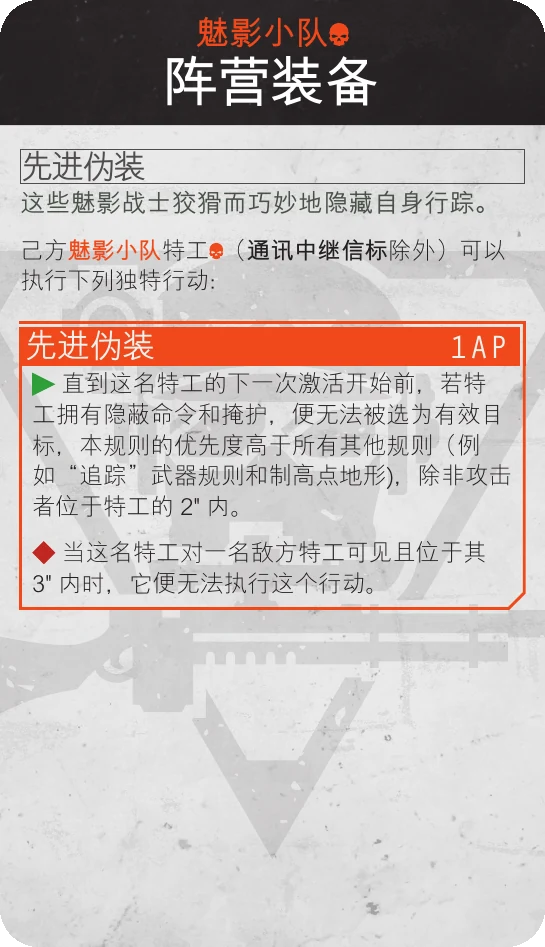 魅影小队
阵营装备
先进伪装
这些魅影战士狡猾而巧妙地隐藏自身行踪。
己方魅影小队特工（通讯中继信标除外）可以
执行下列独特行动：
先进伪装 1AP
直到这名特工的下一次激活开始前，若特
工拥有隐蔽命令和掩护，便无法被选为有效目
标，本规则的优先度高于所有其他规则（例
如“追踪”武器规则和制高点地形)，除非攻击
者位于特工的 2" 内。
当这名特工对一名敌方特工可见且位于其
3" 内时，它便无法执行这个行动。